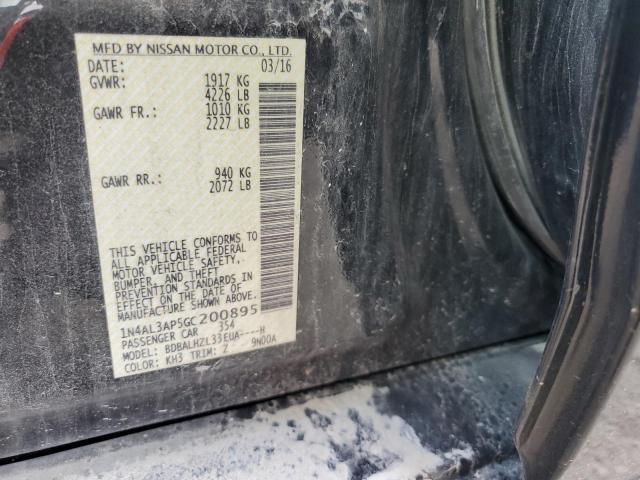 MFD BY NISSAN MOTOR CO., LTD.
DATE: 03/16
GVWR: 1917 KG
4226 LB
GAWR FR.: 1010 KG
2227 LB
GAWR RR.: 940 KG
2072 LB
THIS VEHICLE CONFORMS TO
ALL APPLICABLE FEDERAL
MOTOR VEHICLE SAFETY,
BUMPER, AND THEFT
PREVENTION STANDARDS IN
EFFECT ON THE DATE OF
MANUFACTURE SHOWN ABOVE.
1N4AL3AP5GC200895
PASSENGER CAR 354
MODEL: BDBALHZL33EUA----H
COLOR: KH3 TRIM: Z 9N00A